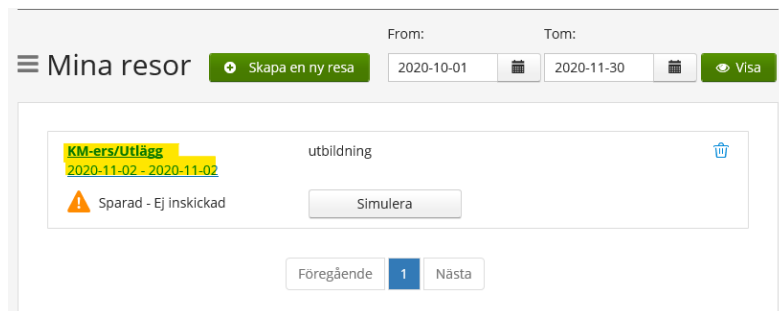 From: Tom:
Mina resor Skapa en ny resa 2020-10-01 2020-11-30 Visa
KM-ers/Utlägg utbildning
2020-11-02 - 2020-11-02
Sparad - Ej inskickad Simulera
Föregående 1 Nästa